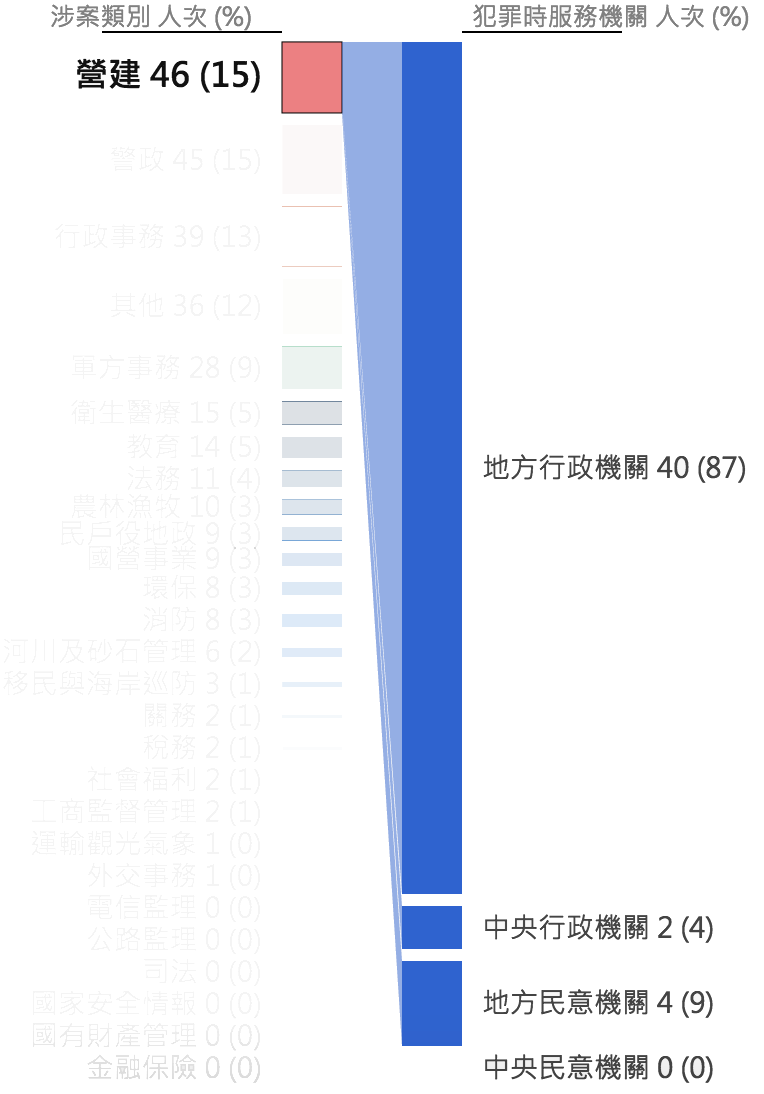 涉案類別 人次 (%)
犯罪時服務機關 人次 (%)
營建 46 (15)
警政 45 (15)
行政事務 39 (13)
其他 36 (12)
軍方事務 28 (9)
衛生醫療 15 (5)
教育 14 (5)
法務 11 (4)
農林漁牧 10 (3)
民戶役地政 9 (3)
國營事業 9 (3)
環保 8 (3)
消防 8 (3)
河川及砂石管理 6 (2)
移民與海岸巡防 3 (1)
關務 2 (1)
稅務 2 (1)
社會福利 2 (1)
工商監督管理 2 (1)
運輸觀光氣象 1 (0)
外交事務 1 (0)
電信監理 0 (0)
公路監理 0 (0)
司法 0 (0)
國家安全情報 0 (0)
國有財產管理 0 (0)
金融保險 0 (0)
地方行政機關 40 (87)
中央行政機關 2 (4)
地方民意機關 4 (9)
中央民意機關 0 (0)